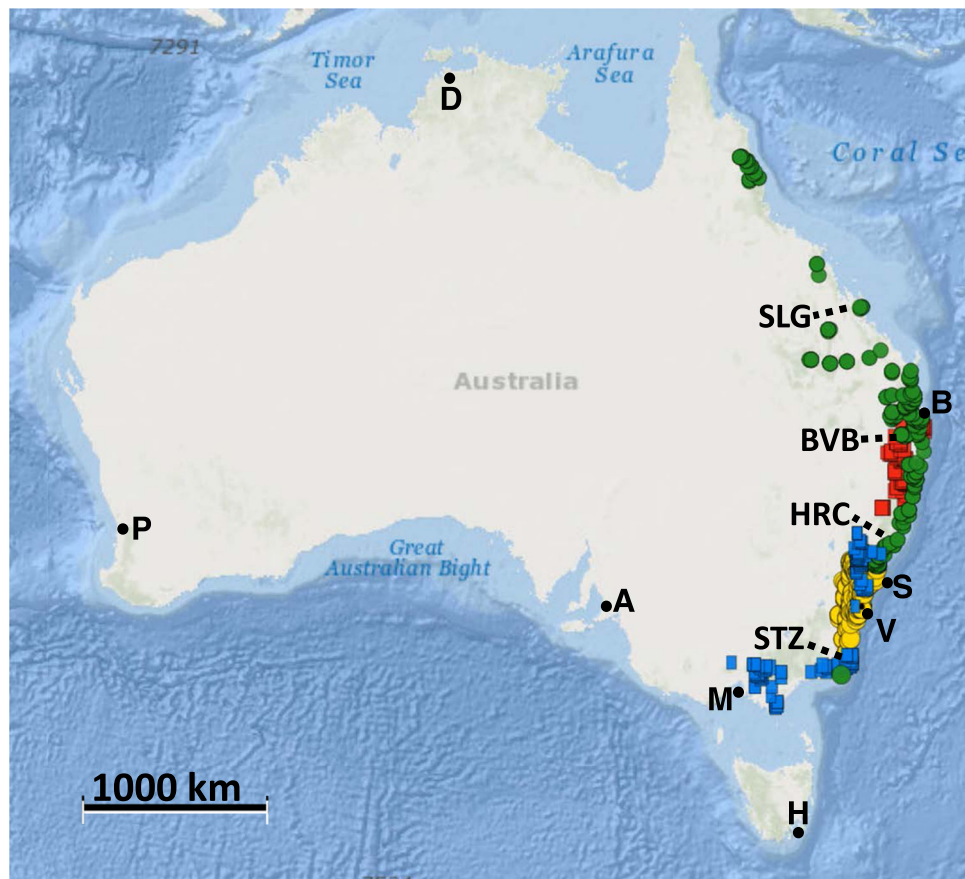 7291
Timor
Sea
Arafura
Sea
D
Coral Se
SLG
Australia
B
BVB
HRC
P
Great
Australian Bight
S
A
V
STZ
M
1000 km
H